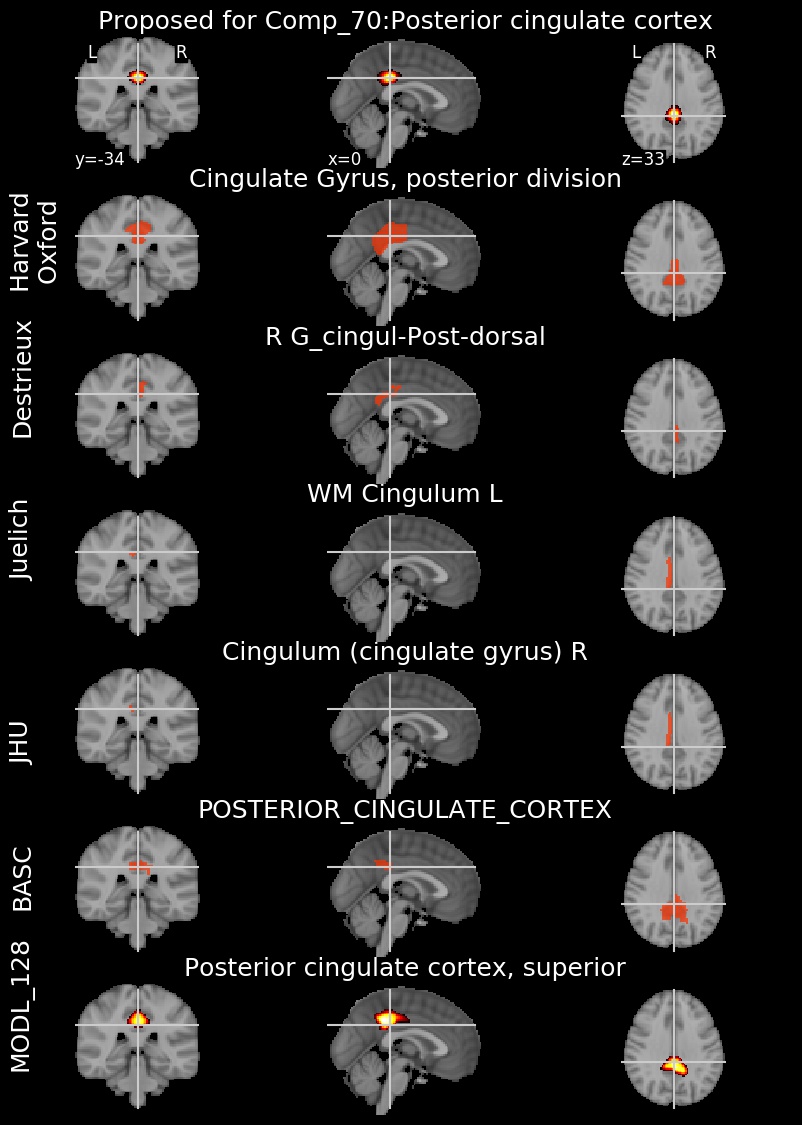 Proposed for Comp_70:Posterior cingulate cortex
L R L R
y=-34 x=0 z=33
Cingulate Gyrus, posterior division
Harvard
Oxford
R G_cingul-Post-dorsal
Destrieux
WM Cingulum L
Juelich
Cingulum (cingulate gyrus) R
JHU
POSTERIOR_CINGULATE_CORTEX
BASC
Posterior cingulate cortex, superior
MODL_128